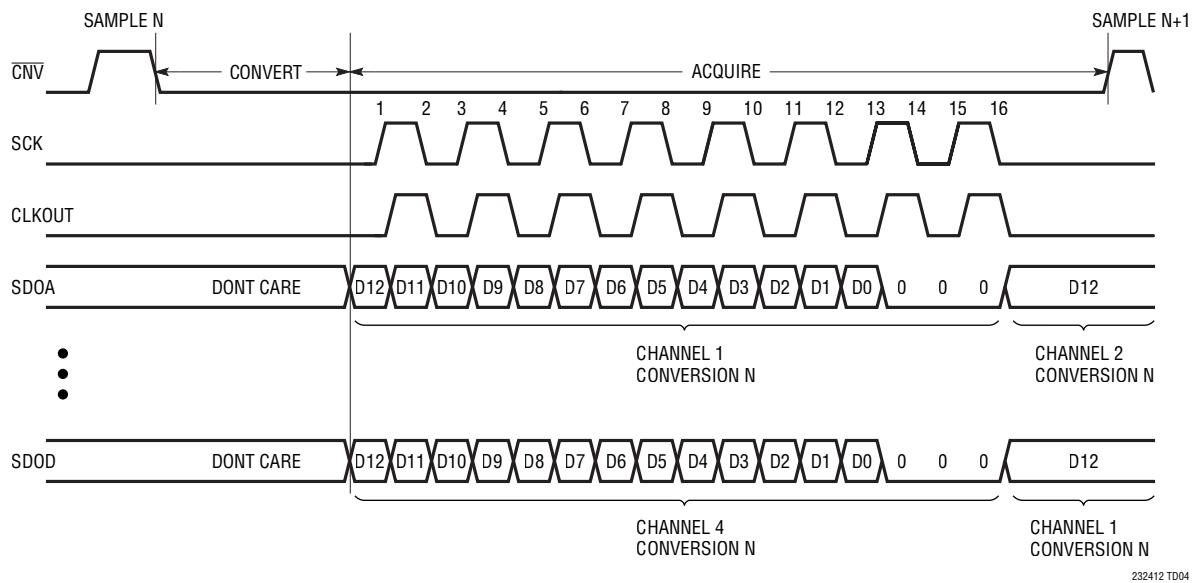 SAMPLE N
SAMPLE N+1
CNV
CONVERT
ACQUIRE
1 2 3 4 5 6 7 8 9 10 11 12 13 14 15 16
SCK
CLKOUT
SDOA DONT CARE D12 D11 D10 D9 D8 D7 D6 D5 D4 D3 D2 D1 D0 0 0 0 D12
CHANNEL 1
CONVERSION N
CHANNEL 2
CONVERSION N
SDOD DONT CARE D12 D11 D10 D9 D8 D7 D6 D5 D4 D3 D2 D1 D0 0 0 0 D12
CHANNEL 4
CONVERSION N
CHANNEL 1
CONVERSION N
232412 TD04